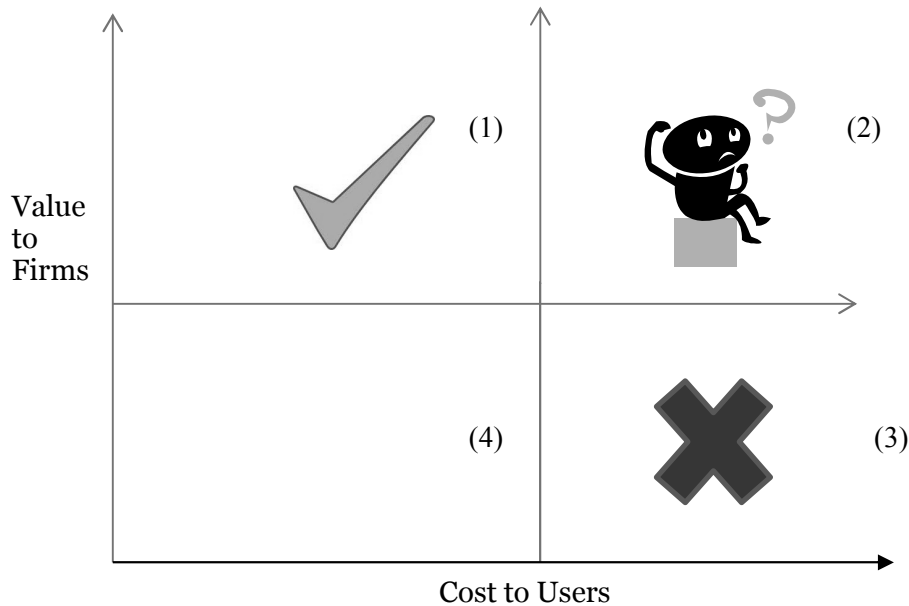 (1)
(2)
Value
to
Firms
(4)
(3)
Cost to Users